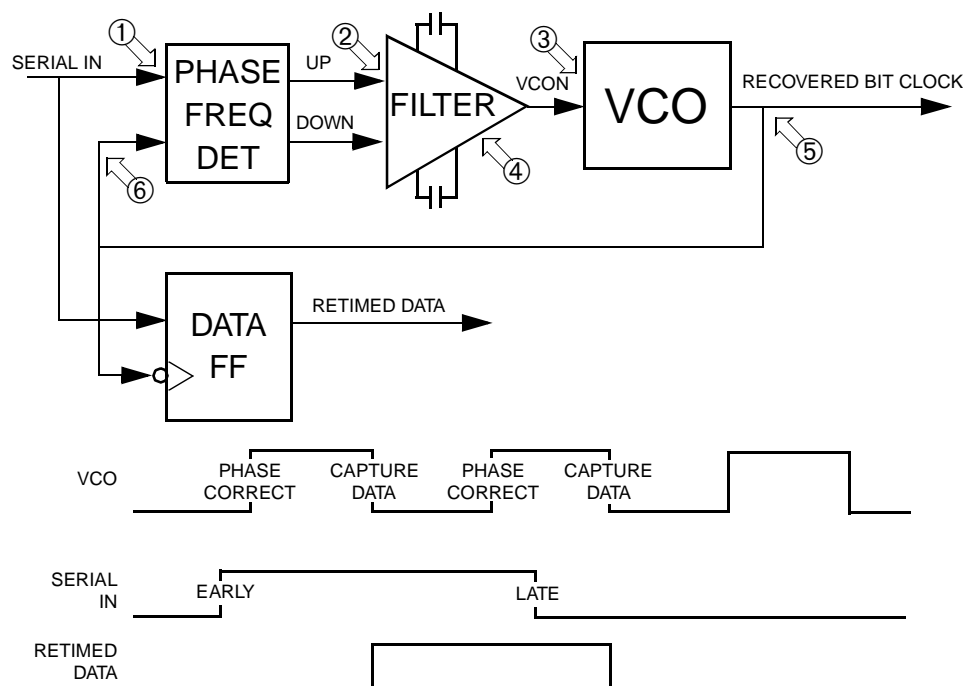 ①
SERIAL IN
PHASE
FREQ
DET
UP
DOWN
②
FILTER
③
VCON
VCO
RECOVERED BIT CLOCK
④
⑤
⑥
DATA
FF
RETIMED DATA
VCO
PHASE
CORRECT
CAPTURE
DATA
PHASE
CORRECT
CAPTURE
DATA
SERIAL
IN
EARLY
LATE
RETIMED
DATA